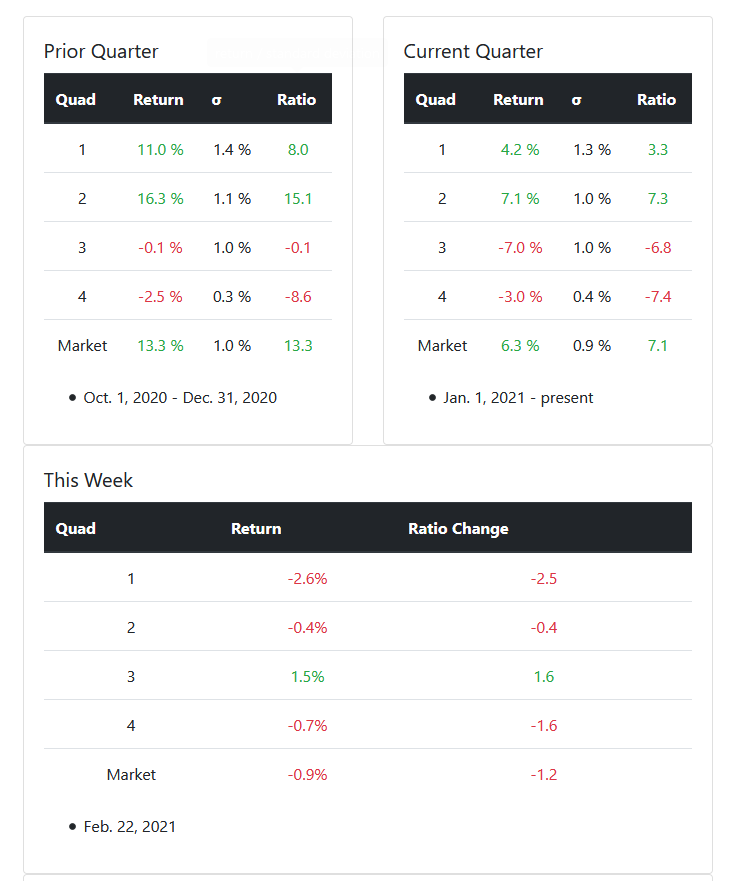 Prior Quarter
Quad Return σ Ratio
1 11.0 % 1.4 % 8.0
2 16.3 % 1.1 % 15.1
3 -0.1 % 1.0 % -0.1
4 -2.5 % 0.3 % -8.6
Market 13.3 % 1.0 % 13.3
• Oct. 1, 2020 - Dec. 31, 2020
Current Quarter
Quad Return σ Ratio
1 4.2 % 1.3 % 3.3
2 7.1 % 1.0 % 7.3
3 -7.0 % 1.0 % -6.8
4 -3.0 % 0.4 % -7.4
Market 6.3 % 0.9 % 7.1
• Jan. 1, 2021 - present
This Week
Quad Return Ratio Change
1 -2.6% -2.5
2 -0.4% -0.4
3 1.5% 1.6
4 -0.7% -1.6
Market -0.9% -1.2
• Feb. 22, 2021